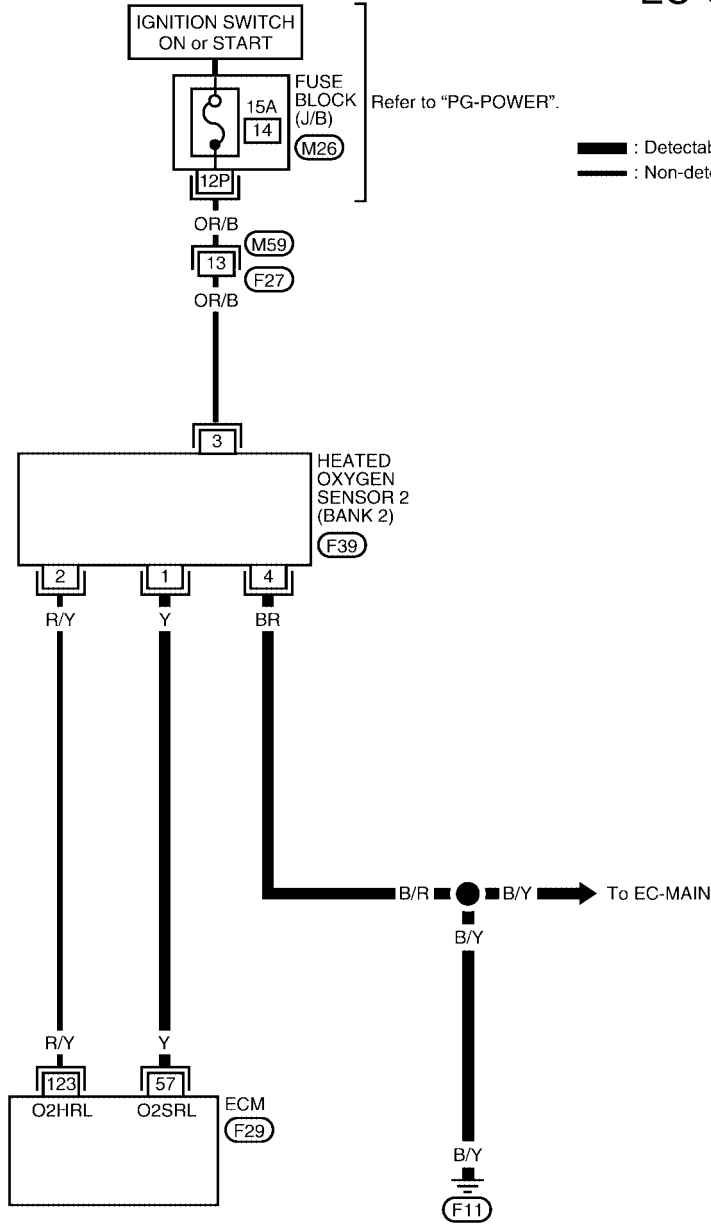 IGNITION SWITCH
ON or START
FUSE
BLOCK
(J/B)
15A
14
M26
Refer to “PG-POWER”.
: Detectab
: Non-dete
12P
OR/B
M59
13
F27
OR/B
3
HEATED
OXYGEN
SENSOR 2
(BANK 2)
F39
2 1 4
R/Y Y BR
B/R B/Y To EC-MAIN
B/Y
R/Y Y
123 57
O2HRL O2SRL ECM
F29
B/Y
F11